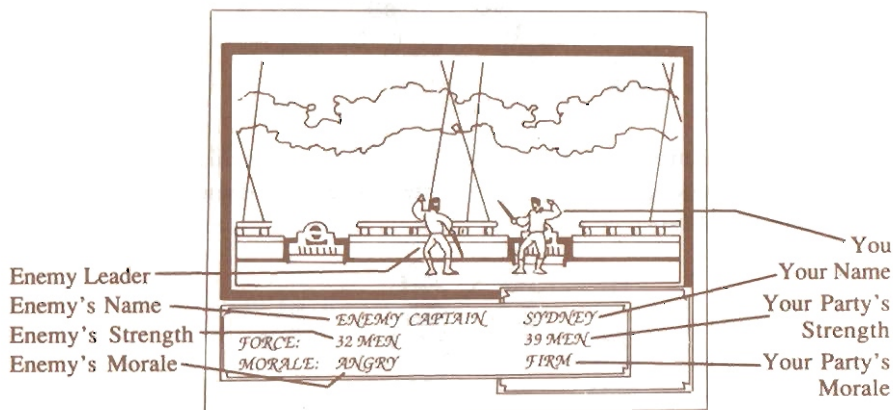 You
Your Name
Your Party's
Strength
Your Party's
Morale
Enemy Leader
Enemy's Name
Enemy's Strength
Enemy's Morale
ENEMY CAPTAIN SYDNEY
FORCE: 32 MEN 39 MEN
MORALE: ANGRY FIRM